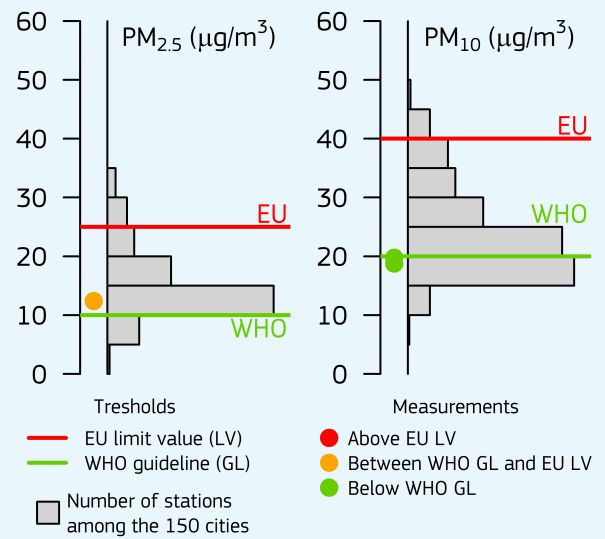 PM2.5 (μg/m³)
60
50
40
30
20
10
0
EU
WHO
PM10 (μg/m³)
60
50
40
30
20
10
0
EU
WHO
Tresholds
EU limit value (LV)
WHO guideline (GL)
Number of stations
among the 150 cities
Measurements
Above EU LV
Between WHO GL and EU LV
Below WHO GL